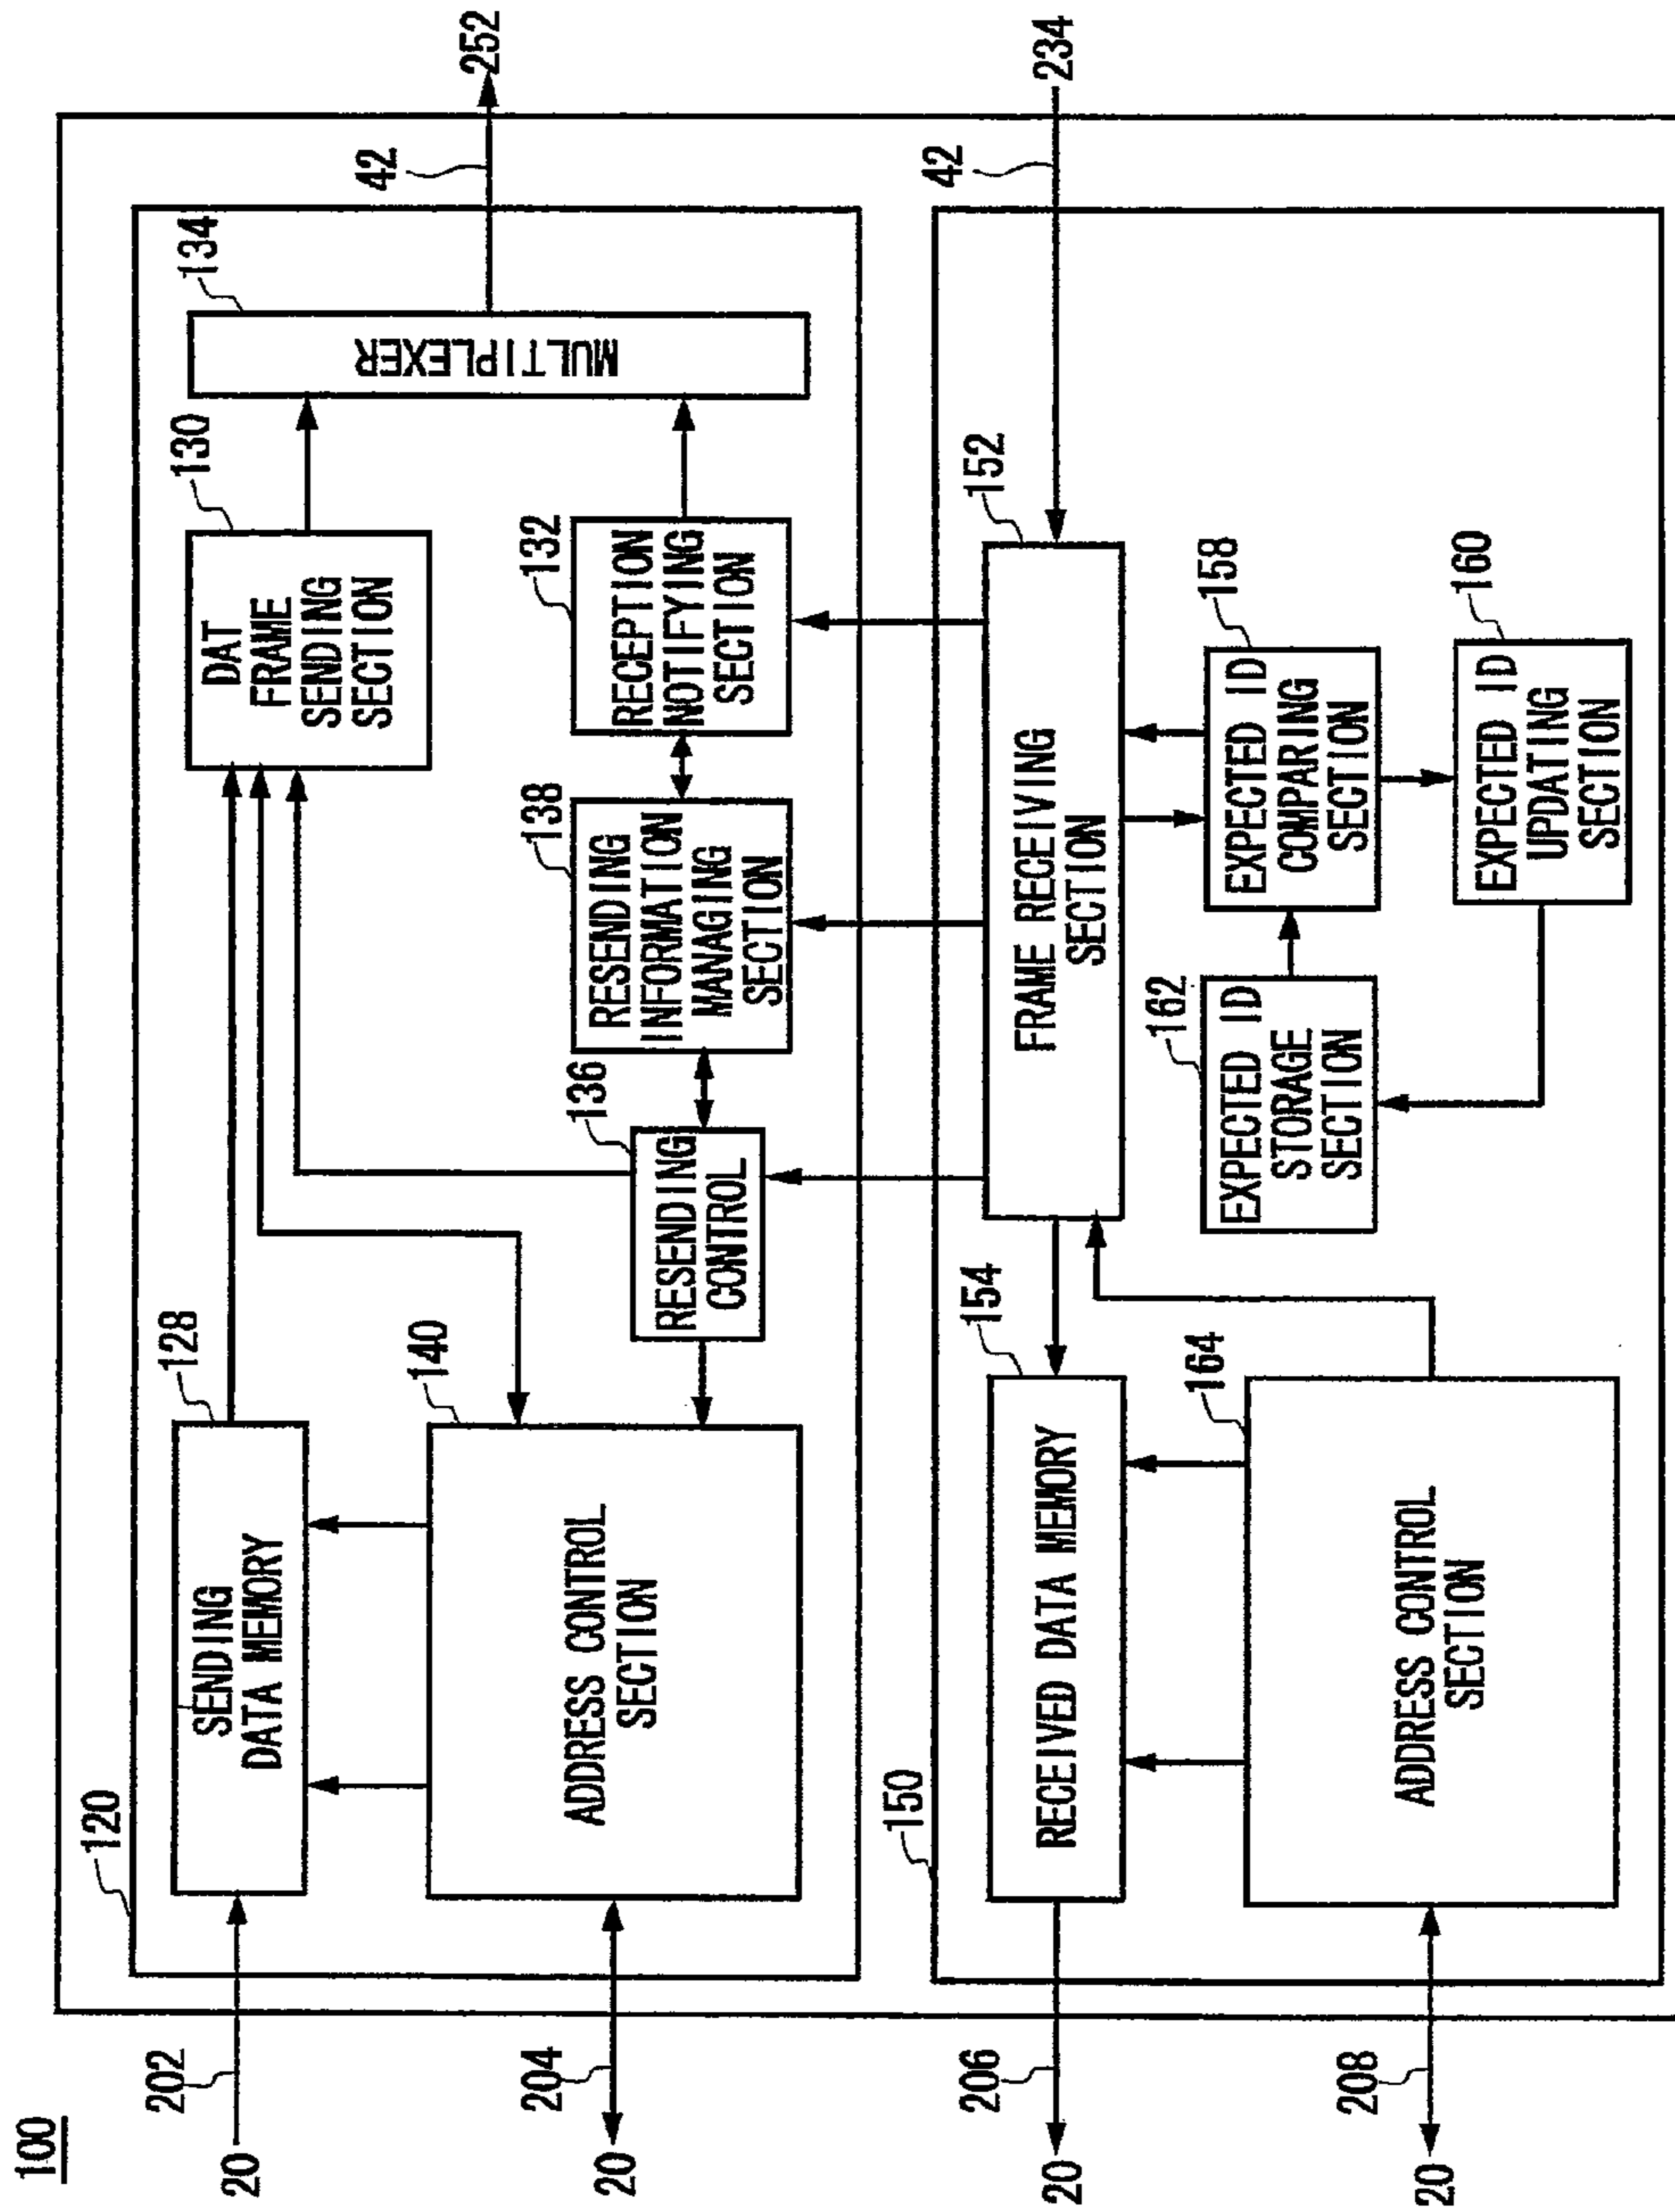 100
120
202
20
SENDING
DATA MEMORY
128
204
20
ADDRESS CONTROL
SECTION
140
RESENDING
CONTROL
136
RESENDING
INFORMATION
MANAGING
SECTION
138
RECEPTION
NOTIFYING
SECTION
132
DAT
FRAME
SENDING
SECTION
130
MULTIPLEXER
134
42
252
150
206
20
RECEIVED DATA MEMORY
154
208
20
ADDRESS CONTROL
SECTION
164
FRAME RECEIVING
SECTION
152
EXPECTED ID
STORAGE
SECTION
162
EXPECTED ID
COMPARING
SECTION
158
EXPECTED ID
UPDATING
SECTION
160
42
234